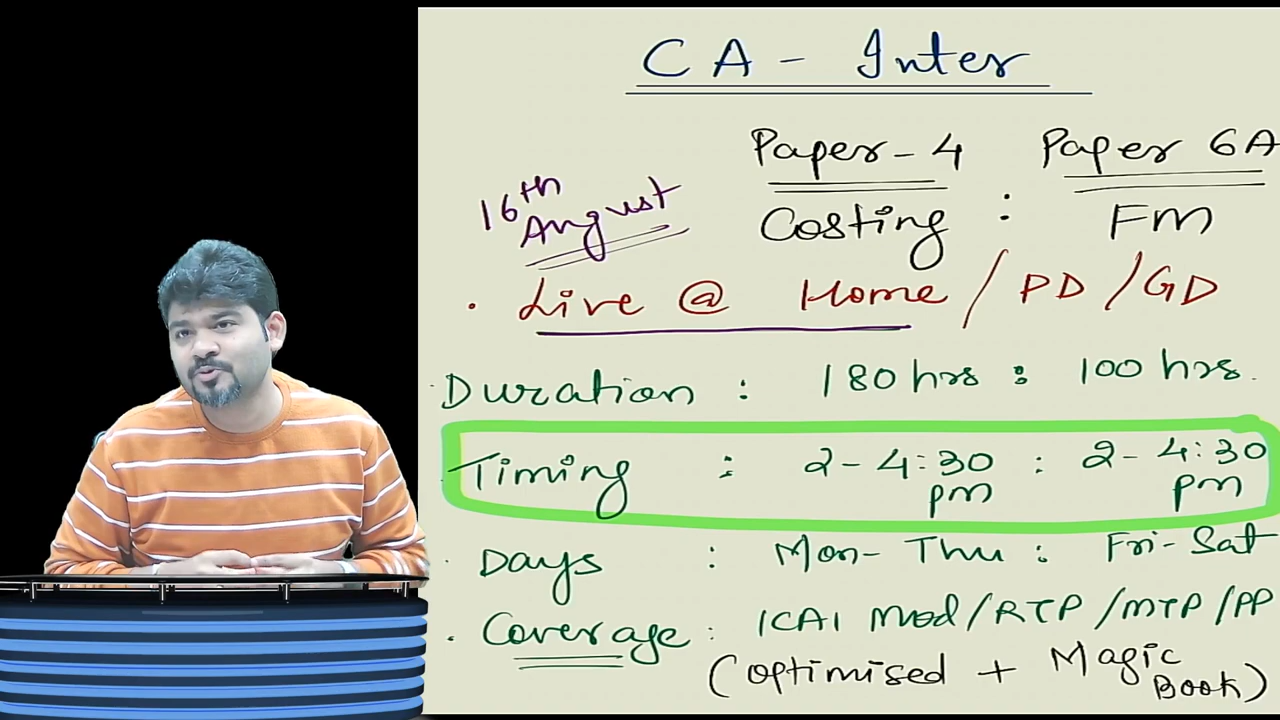 CA - Inter
Paper-4 Paper 6A
16th August
Costing : FM
. Live @ Home / PD / GD
. Duration : 180 hrs : 100 hrs.
. Timing : 2-4:30 pm : 2-4:30 pm
. Days : Mon-Thu : Fri-Sat
. Coverage : ICAI Mod/RTP/MTP/PP
(Optimised + Magic Book)